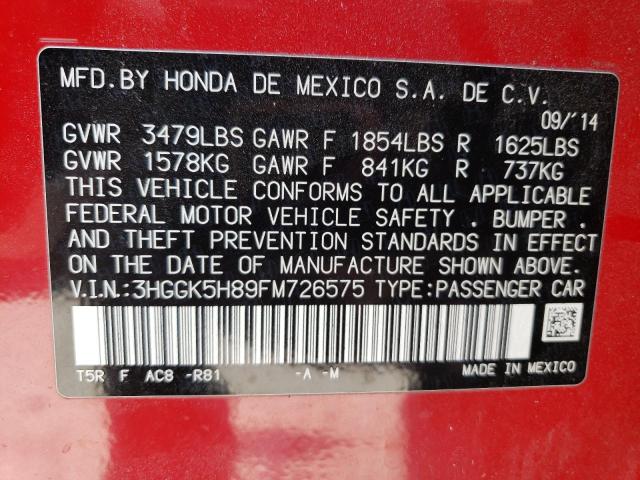 MFD.BY HONDA DE MEXICO S.A. DE C.V.
09/'14
GVWR 3479LBS GAWR F 1854LBS R 1625LBS
GVWR 1578KG GAWR F 841KG R 737KG
THIS VEHICLE CONFORMS TO ALL APPLICABLE
FEDERAL MOTOR VEHICLE SAFETY . BUMPER .
AND THEFT PREVENTION STANDARDS IN EFFECT
ON THE DATE OF MANUFACTURE SHOWN ABOVE.
V.I.N.:3HGGK5H89FM726575 TYPE:PASSENGER CAR
T5R F AC8 -R81 -A -M MADE IN MEXICO